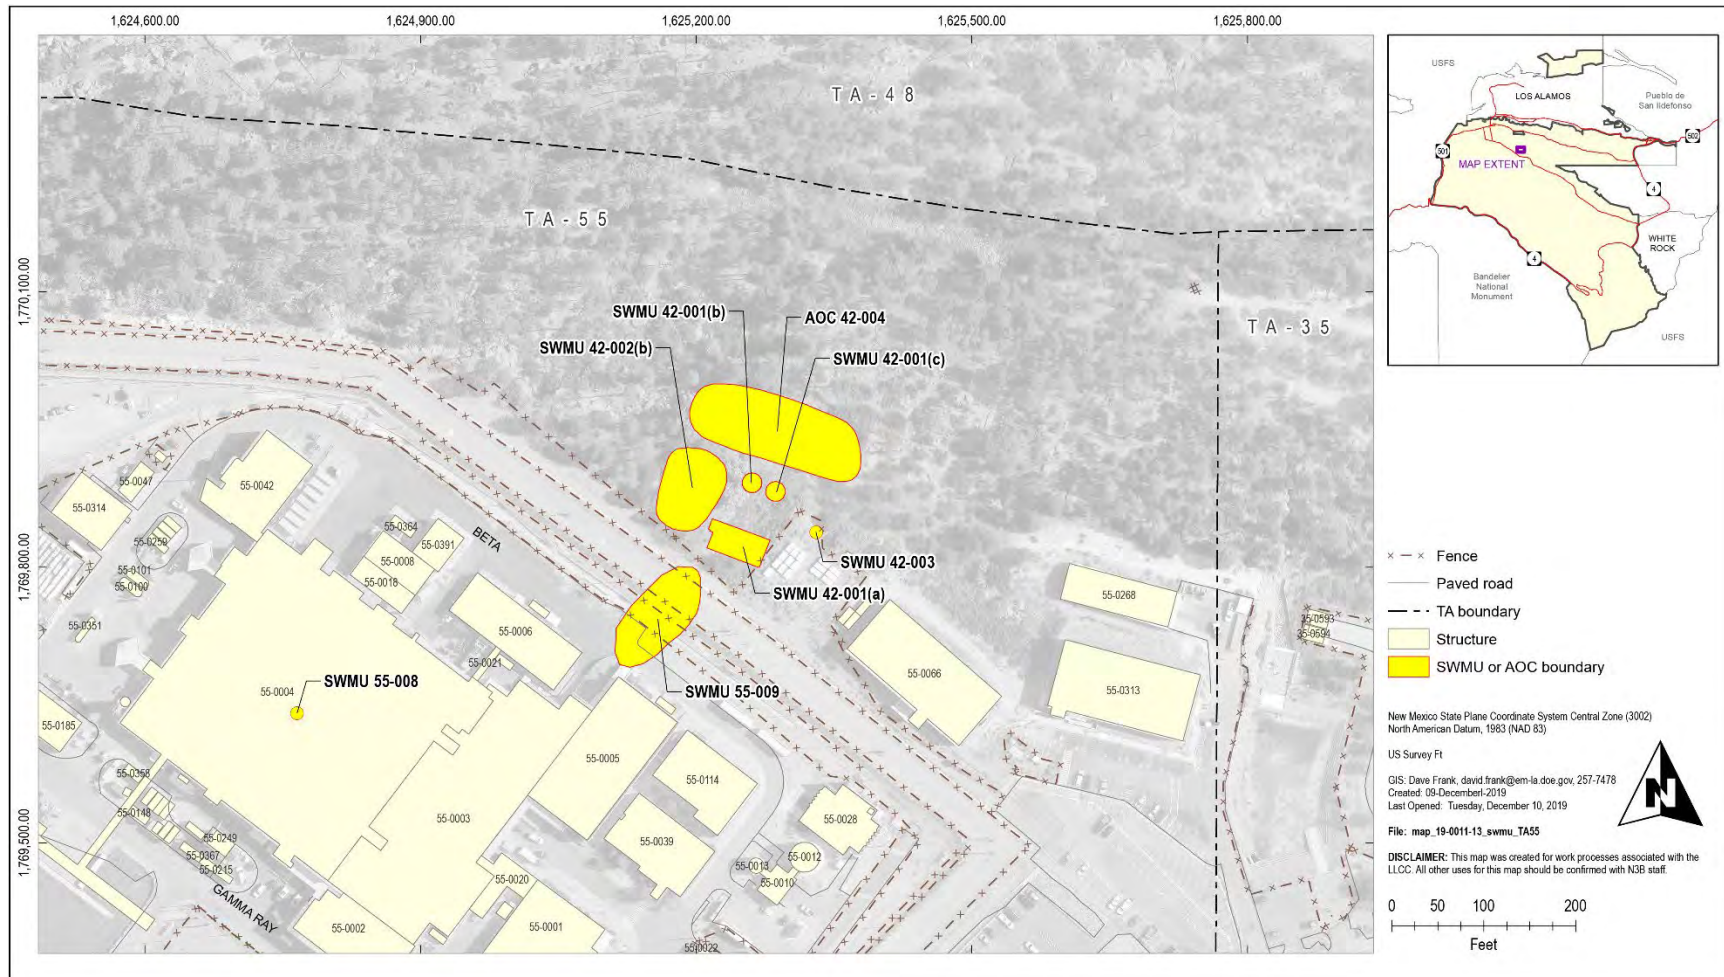 1,624,600.00
1,624,900.00
1,625,200.00
1,625,500.00
1,625,800.00
1,770,100.00
1,769,800.00
1,769,500.00
TA-48
TA-55
TA-35
SWMU 42-001(b)
AOC 42-004
SWMU 42-002(b)
SWMU 42-001(c)
SWMU 42-003
SWMU 42-001(a)
SWMU 55-009
SWMU 55-008
BETA
GAMMA RAY
55-0047
55-0042
55-0314
55-0259
55-0101
55-0100
55-0351
55-0364
55-0391
55-0008
55-0018
55-0006
55-0021
55-0004
55-0185
55-0358
55-0148
55-0249
55-0367
55-0215
55-0003
55-0005
55-0114
55-0039
55-0028
55-0013
55-0012
55-0010
55-0020
55-0002
55-0001
55-0022
55-0066
55-0268
55-0313
35-0593
35-0594
USFS
LOS ALAMOS
Pueblo de
San Ildefonso
502
501
MAP EXTENT
4
WHITE
ROCK
4
Bandelier
National
Monument
USFS
Fence
Paved road
TA boundary
Structure
SWMU or AOC boundary
New Mexico State Plane Coordinate System Central Zone (3002)
North American Datum, 1983 (NAD 83)
US Survey Ft
GIS: Dave Frank, david.frank@em-la.doe.gov, 257-7478
Created: 09-Decemberl-2019
Last Opened: Tuesday, December 10, 2019
File: map_19-0011-13_swmu_TA55
DISCLAIMER: This map was created for work processes associated with the
LLCC. All other uses for this map should be confirmed with N3B staff.
N
0 50 100 200
Feet